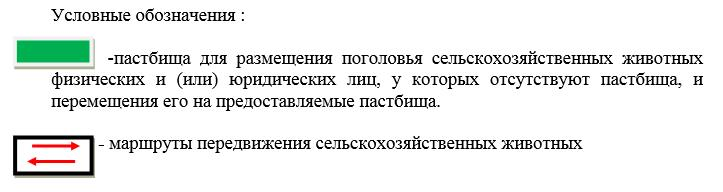 Условные обозначения :
-пастбища для размещения поголовья сельскохозяйственных животных
физических и (или) юридических лиц, у которых отсутствуют пастбища, и
перемещения его на предоставляемые пастбища.
- маршруты передвижения сельскохозяйственных животных